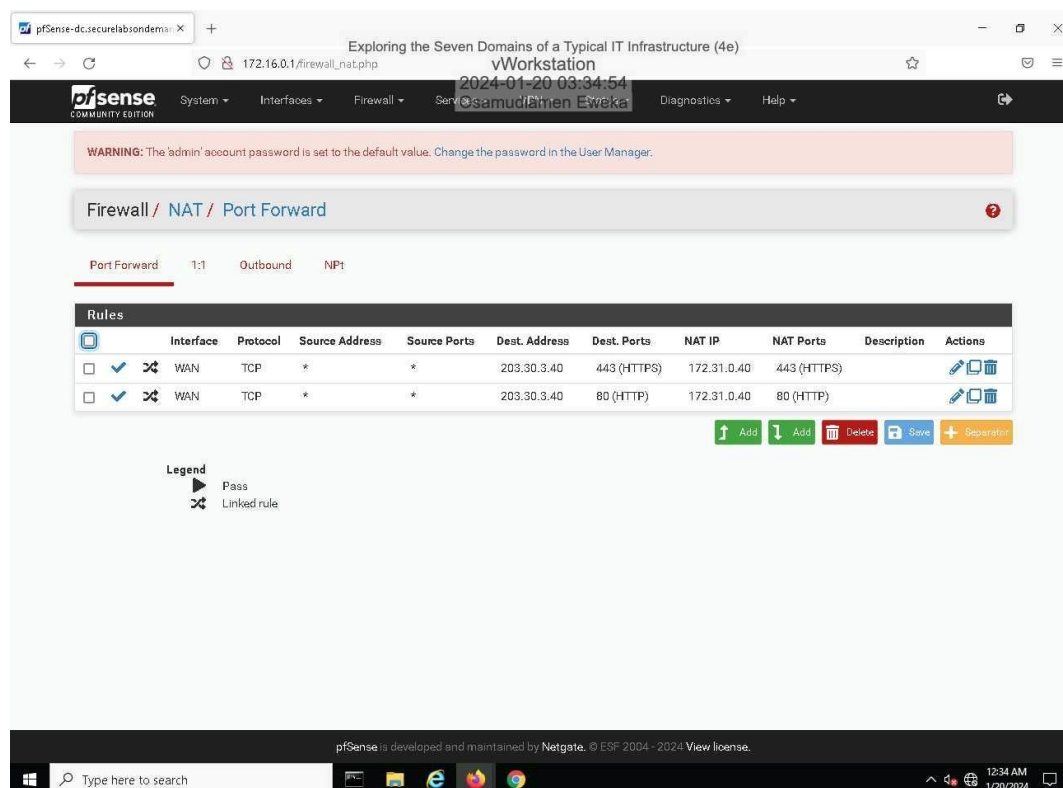 pfSense-dc.securelabsondeman
Exploring the Seven Domains of a Typical IT Infrastructure (4e)
172.16.0.1/firewall_nat.php
vWorkstation
2024-01-20 03:34:54
Osamudiamen Eweka
pfsense
COMMUNITY EDITION
System
Interfaces
Firewall
Diagnostics
Help
WARNING: The 'admin' account password is set to the default value. Change the password in the User Manager.
Firewall / NAT / Port Forward
Port Forward 1:1 Outbound NPt
Rules
Interface Protocol Source Address Source Ports Dest. Address Dest. Ports NAT IP NAT Ports Description Actions
WAN TCP * * 203.30.3.40 443 (HTTPS) 172.31.0.40 443 (HTTPS)
WAN TCP * * 203.30.3.40 80 (HTTP) 172.31.0.40 80 (HTTP)
Add Add Delete Save Separator
Legend
Pass
Linked rule
pfSense is developed and maintained by Netgate. © ESF 2004 - 2024 View license.
Type here to search
12:34 AM
1/20/2024